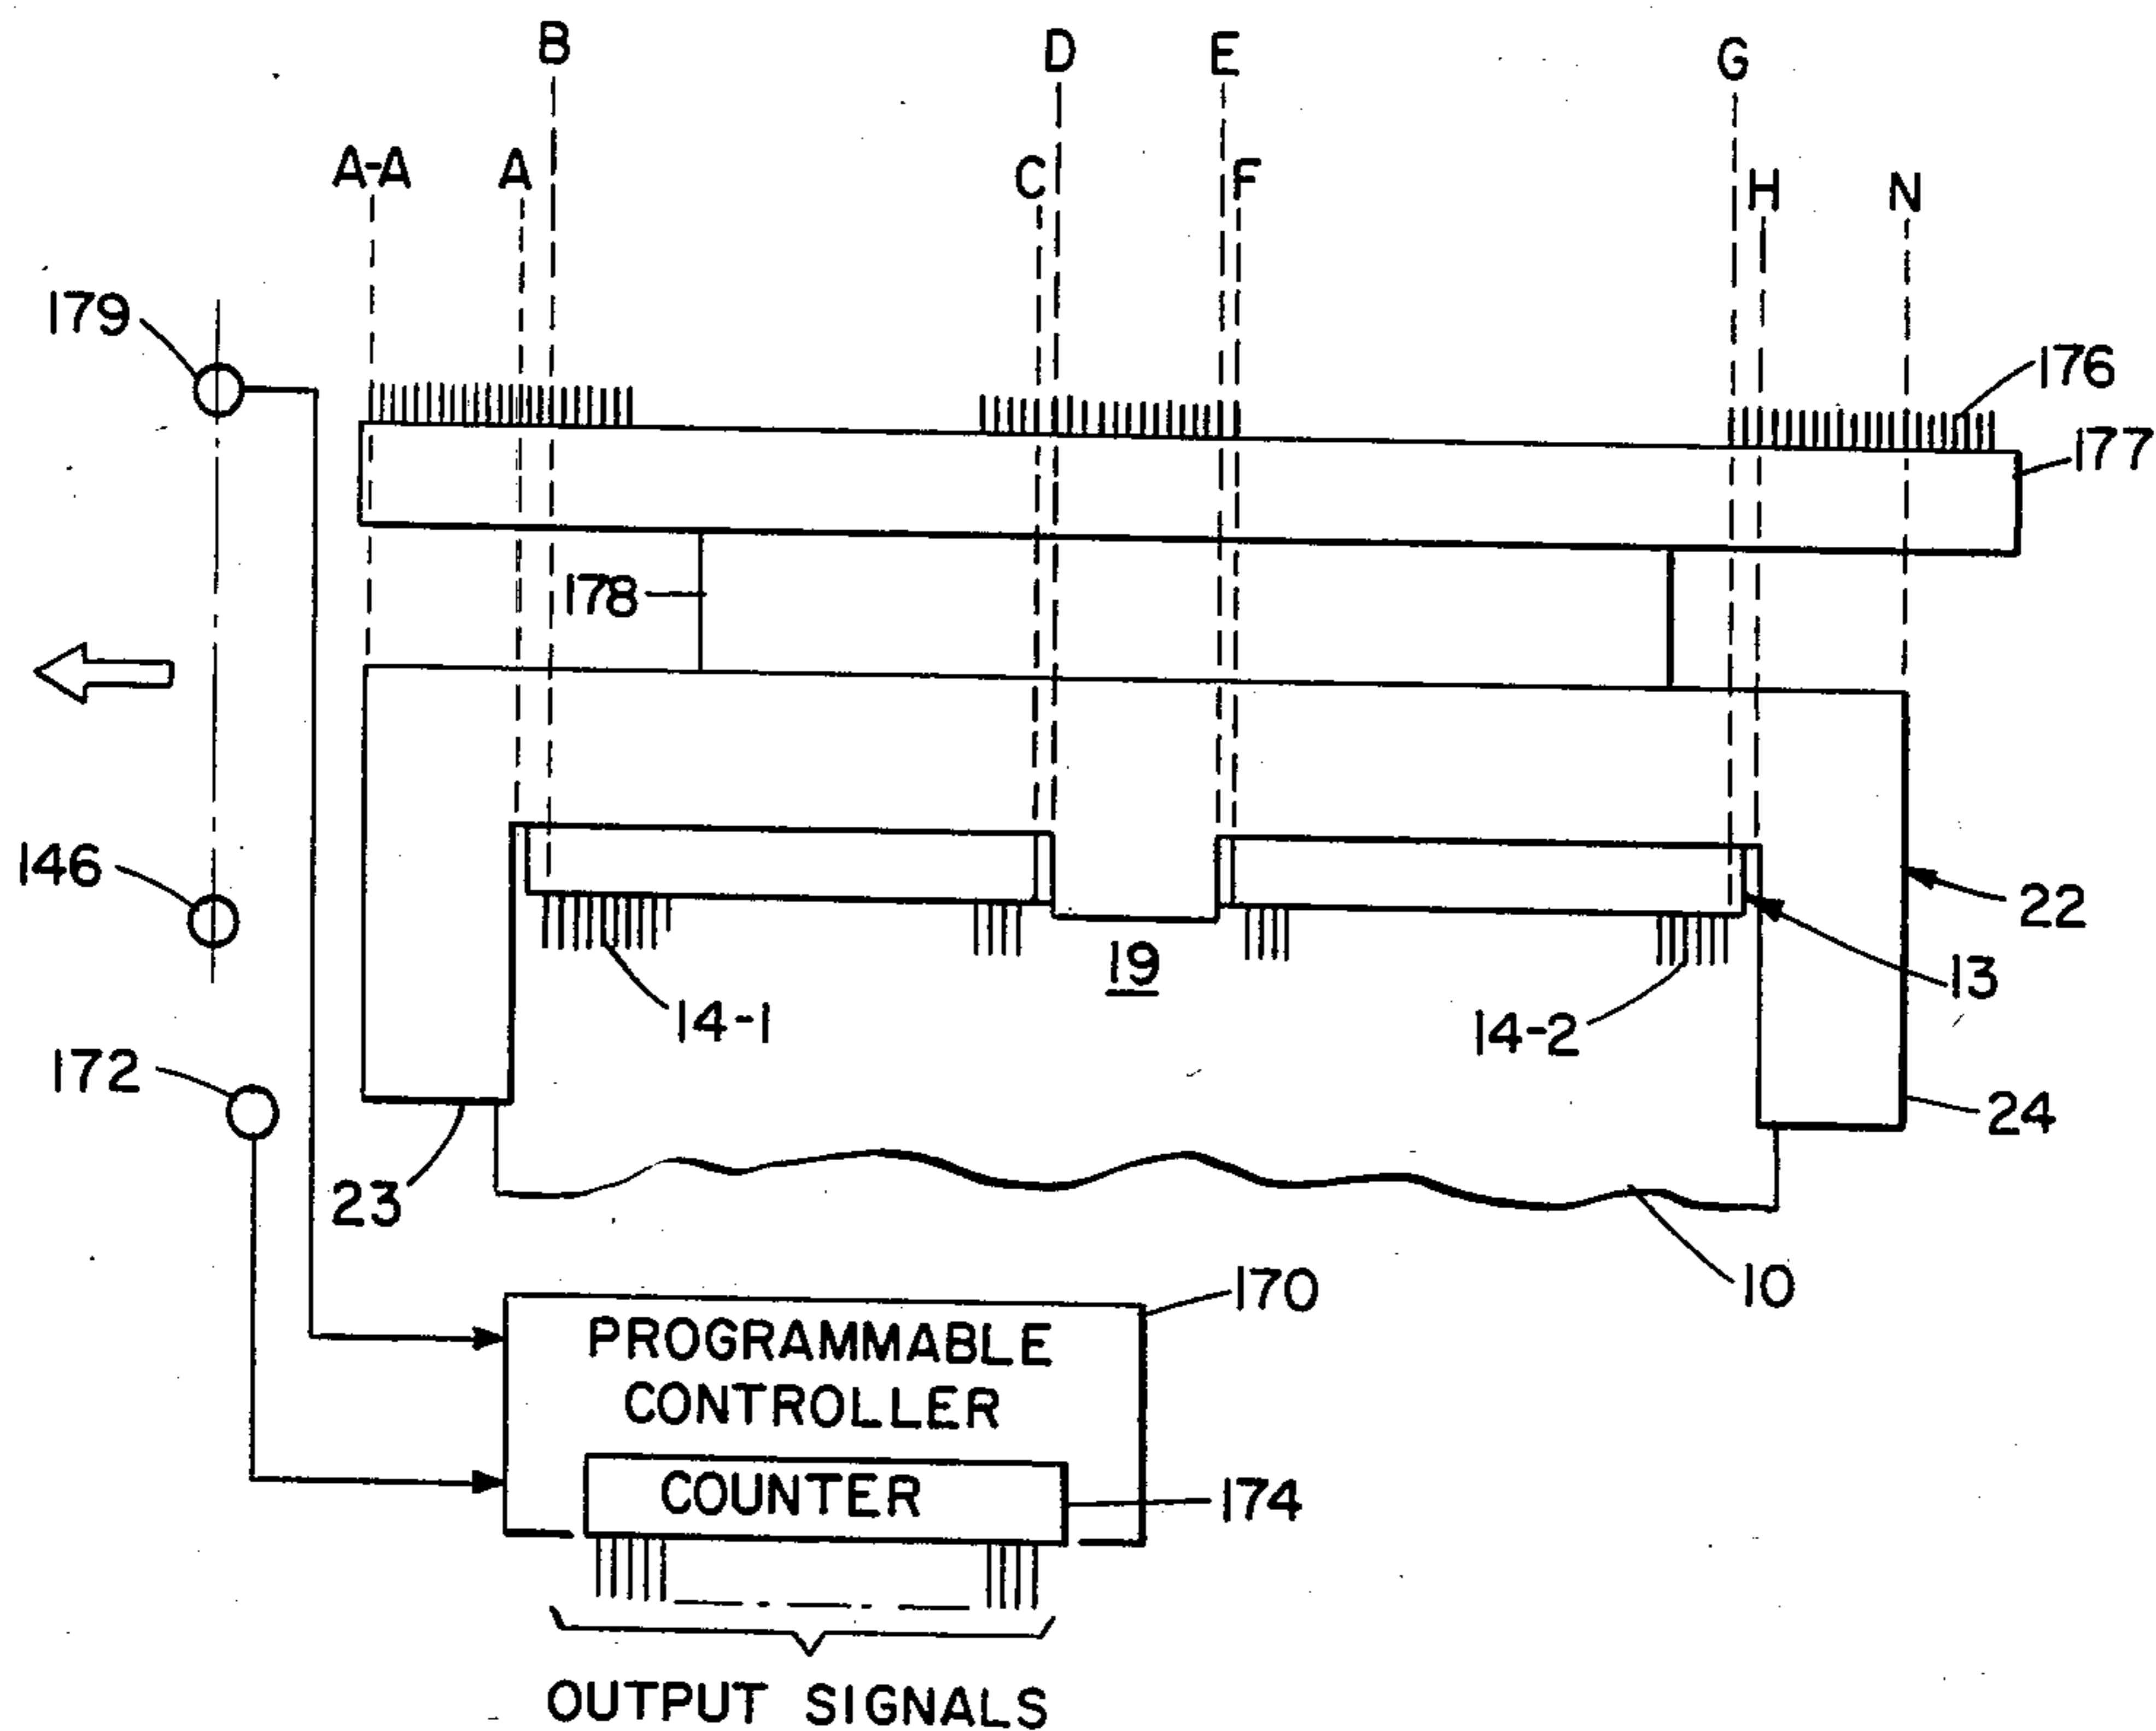 B
D
E
G
A-A
A
C
F
H
N
179
176
177
178
146
22
19
13
14-1
14-2
172
24
23
10
170
PROGRAMMABLE
CONTROLLER
COUNTER
174
OUTPUT SIGNALS